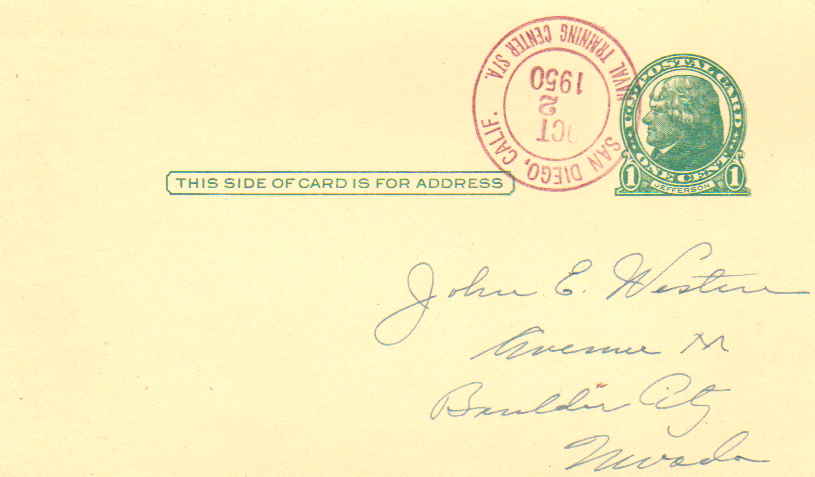 NAVAL TRAINING CENTER STA.
SAN DIEGO, CALIF.
OCT
2
1950
U.S. POSTAL CARD
ONE CENT
1 JEFFERSON 1
THIS SIDE OF CARD IS FOR ADDRESS
John E. Western
Avenue M
Boulder City
Nevada